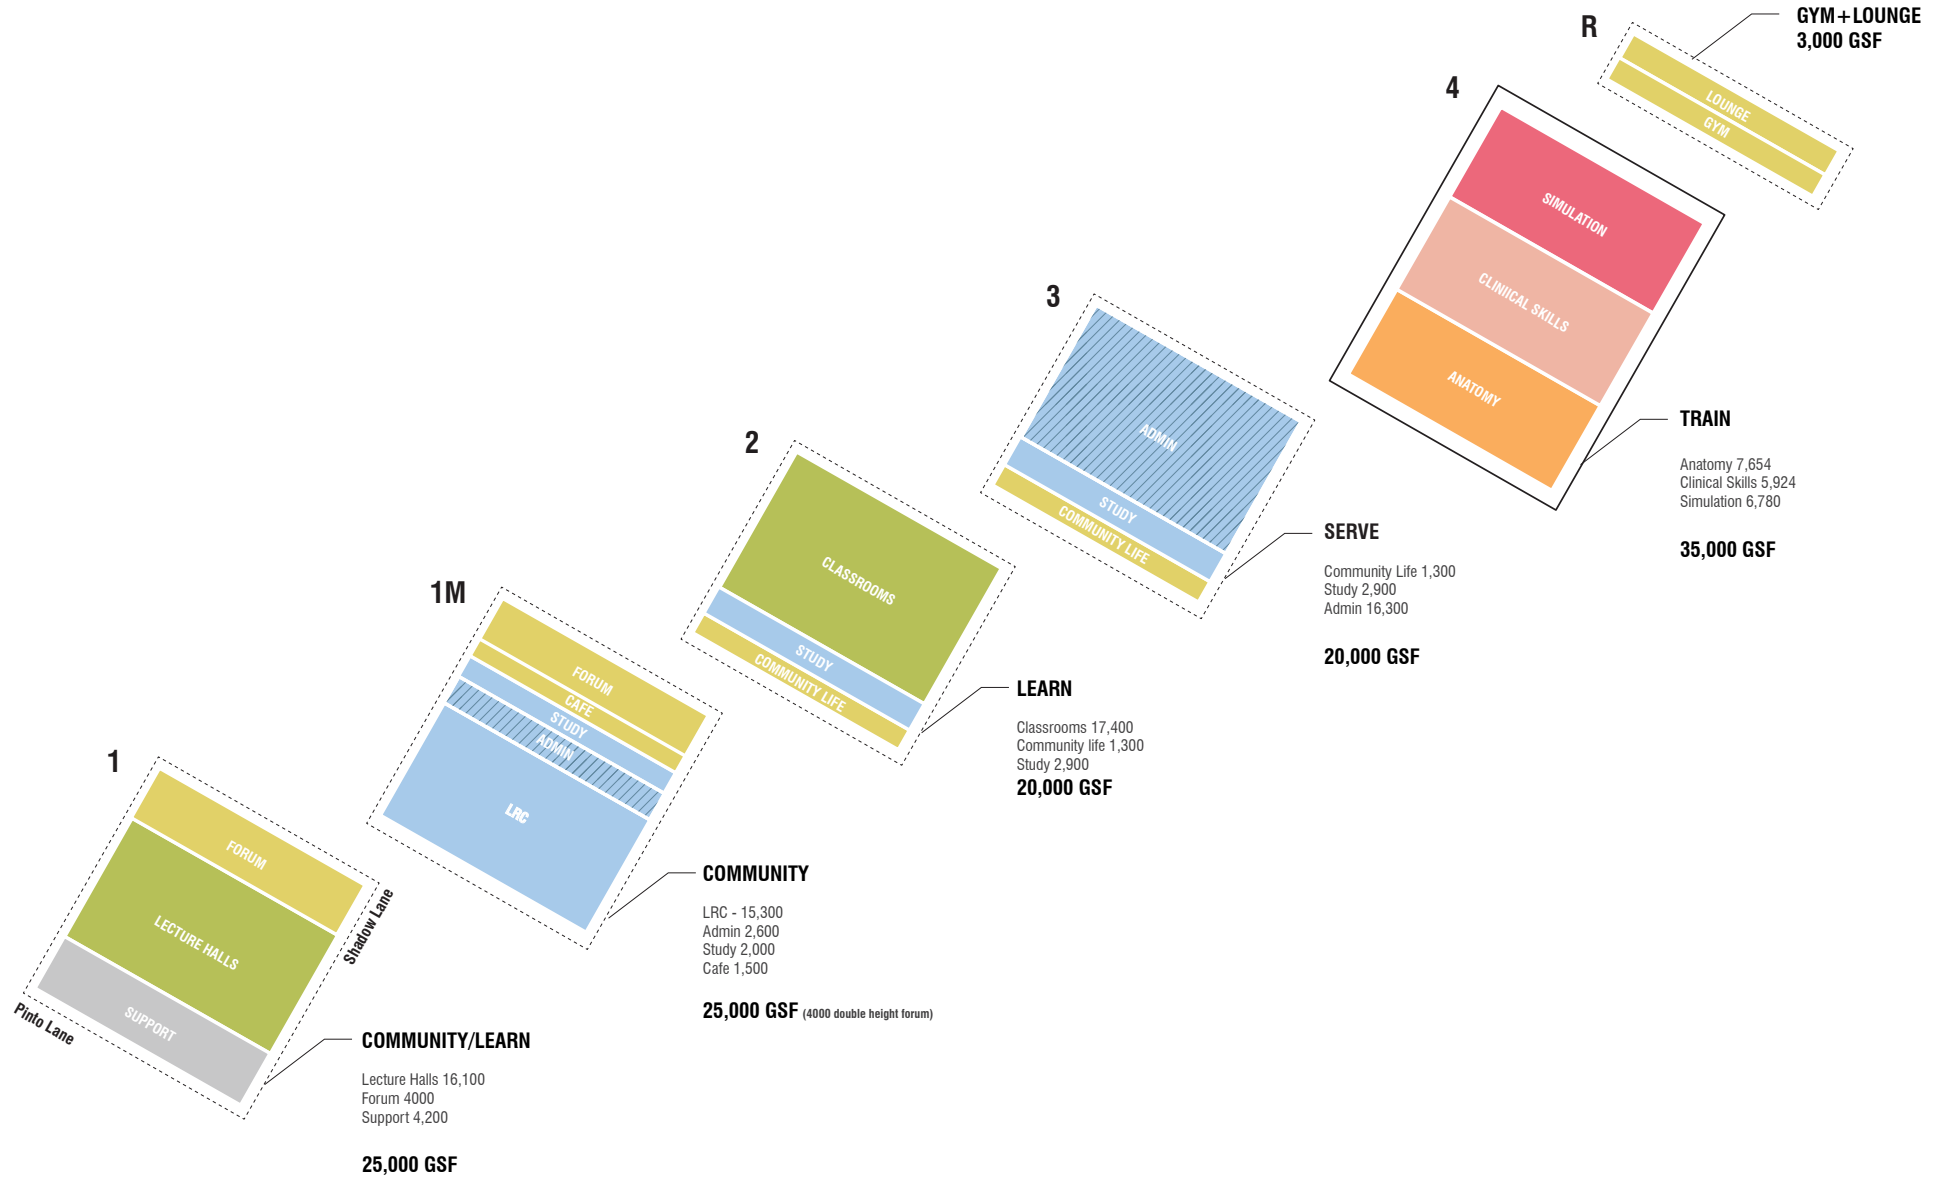 R
GYM+LOUNGE
3,000 GSF
LOUNGE
GYM
4
SIMULATION
CLINIICAL SKILLS
ANATOMY
TRAIN
Anatomy 7,654
Clinical Skills 5,924
Simulation 6,780
35,000 GSF
3
ADMIN
STUDY
COMMUNITY LIFE
SERVE
Community Life 1,300
Study 2,900
Admin 16,300
20,000 GSF
2
CLASSROOMS
STUDY
COMMUNITY LIFE
LEARN
Classrooms 17,400
Community life 1,300
Study 2,900
20,000 GSF
1M
FORUM
CAFE
STUDY
ADMIN
LRC
COMMUNITY
LRC - 15,300
Admin 2,600
Study 2,000
Cafe 1,500
25,000 GSF (4000 double height forum)
1
FORUM
LECTURE HALLS
SUPPORT
Shadow Lane
Pinto Lane
COMMUNITY/LEARN
Lecture Halls 16,100
Forum 4000
Support 4,200
25,000 GSF